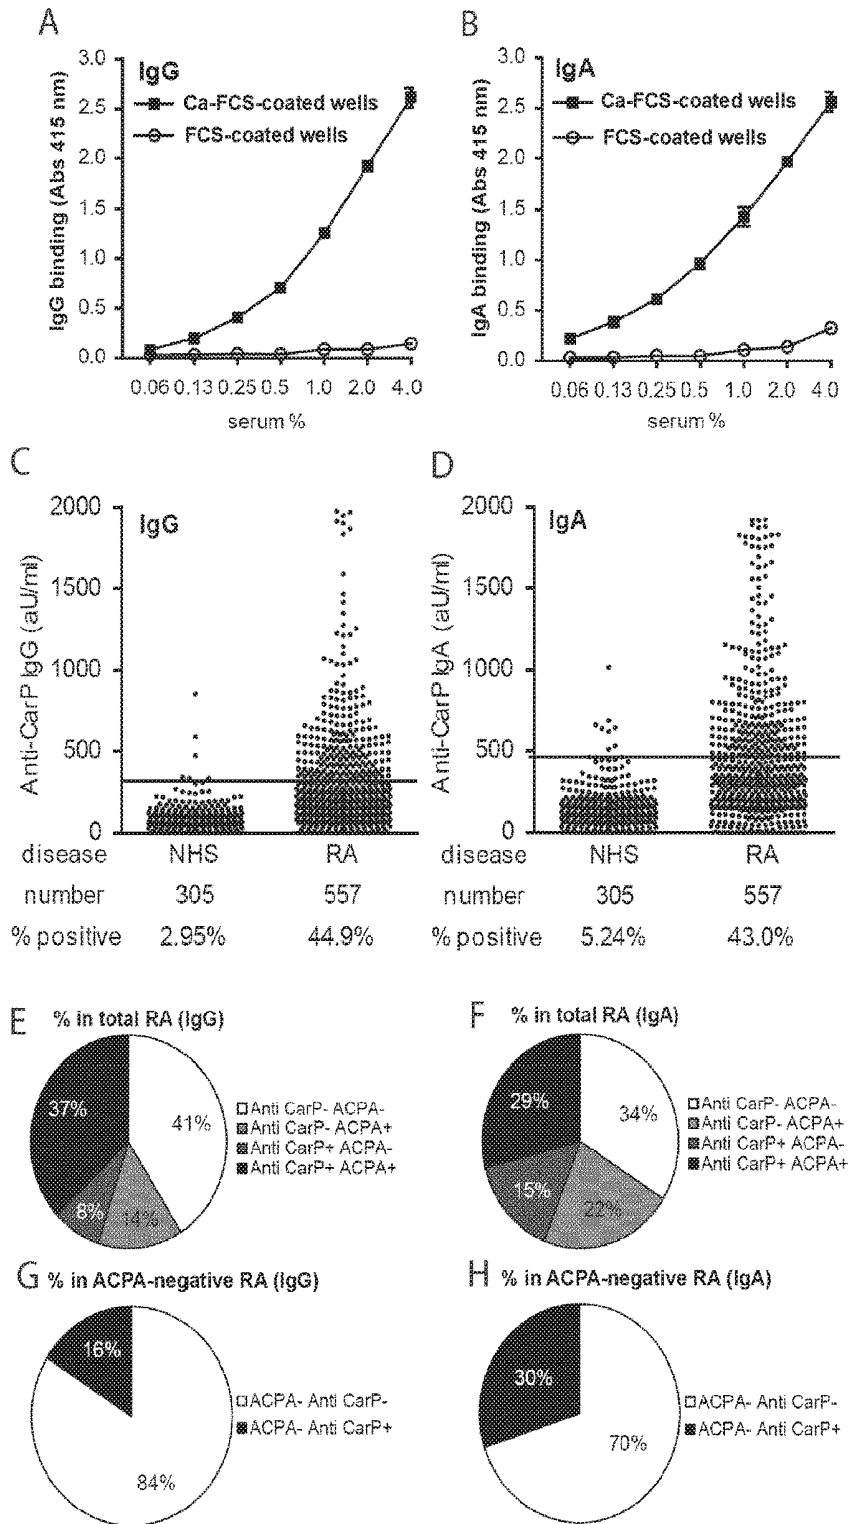 A
IgG
Ca-FCS-coated wells
FCS-coated wells
IgG binding (Abs 415 nm)
3.0
2.5
2.0
1.5
1.0
0.5
0.0
0.06 0.13 0.25 0.5 1.0 2.0 4.0
serum %
B
IgA
Ca-FCS-coated wells
FCS-coated wells
IgA binding (Abs 415 nm)
3.0
2.5
2.0
1.5
1.0
0.5
0.0
0.06 0.13 0.25 0.5 1.0 2.0 4.0
serum %
C
IgG
Anti-CarP IgG (aU/ml)
2000
1500
1000
500
0
disease NHS RA
number 305 557
% positive 2.95% 44.9%
D
IgA
Anti-CarP IgA (aU/ml)
2000
1500
1000
500
0
disease NHS RA
number 305 557
% positive 5.24% 43.0%
E % in total RA (IgG)
37%
41%
8%
14%
Anti CarP- ACPA-
Anti CarP- ACPA+
Anti CarP+ ACPA-
Anti CarP+ ACPA+
F % in total RA (IgA)
29%
34%
15%
22%
Anti CarP- ACPA-
Anti CarP- ACPA+
Anti CarP+ ACPA-
Anti CarP+ ACPA+
G % in ACPA-negative RA (IgG)
16%
84%
ACPA- Anti CarP-
ACPA- Anti CarP+
H % in ACPA-negative RA (IgA)
30%
70%
ACPA- Anti CarP-
ACPA- Anti CarP+